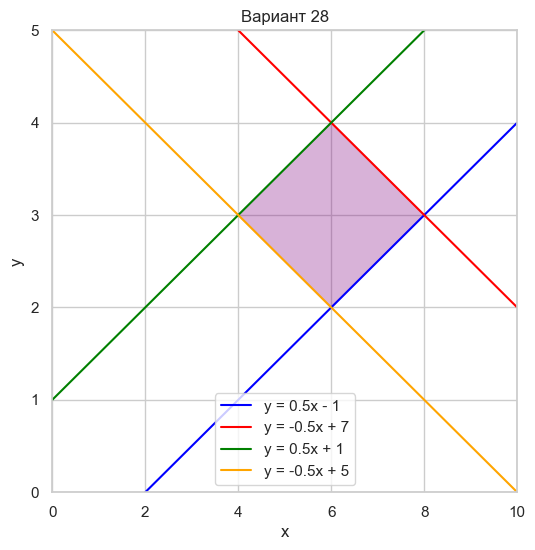 Вариант 28
5
4
3
2
1
0
y
y = 0.5x - 1
y = -0.5x + 7
y = 0.5x + 1
y = -0.5x + 5
0 2 4 6 8 10
x